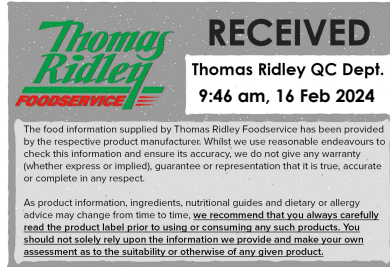 Thomas
Ridley
FOODSERVICE
RECEIVED
Thomas Ridley QC Dept.
9:46 am, 16 Feb 2024
The food information supplied by Thomas Ridley Foodservice has been provided
by the respective product manufacturer. Whilst we use reasonable endeavours to
check this information and ensure its accuracy, we do not give any warranty
(whether express or implied), guarantee or representation that it is true, accurate
or complete in any respect.
As product information, ingredients, nutritional guides and dietary or allergy
advice may change from time to time, we recommend that you always carefully
read the product label prior to using or consuming any such products. You
should not solely rely upon the information we provide and make your own
assessment as to the suitability or otherwise of any given product.